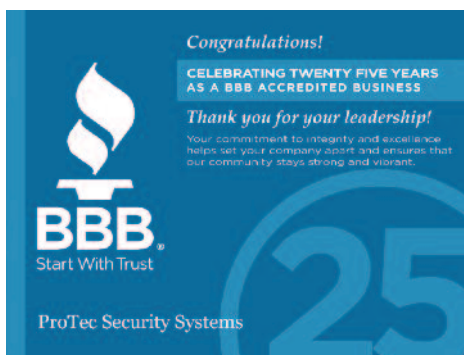 Congratulations!
CELEBRATING TWENTY FIVE YEARS
AS A BBB ACCREDITED BUSINESS
Thank you for your leadership!
Your commitment to integrity and excellence
helps set your company apart and ensures that
our community stays strong and vibrant.
BBB®
Start With Trust
25
ProTec Security Systems